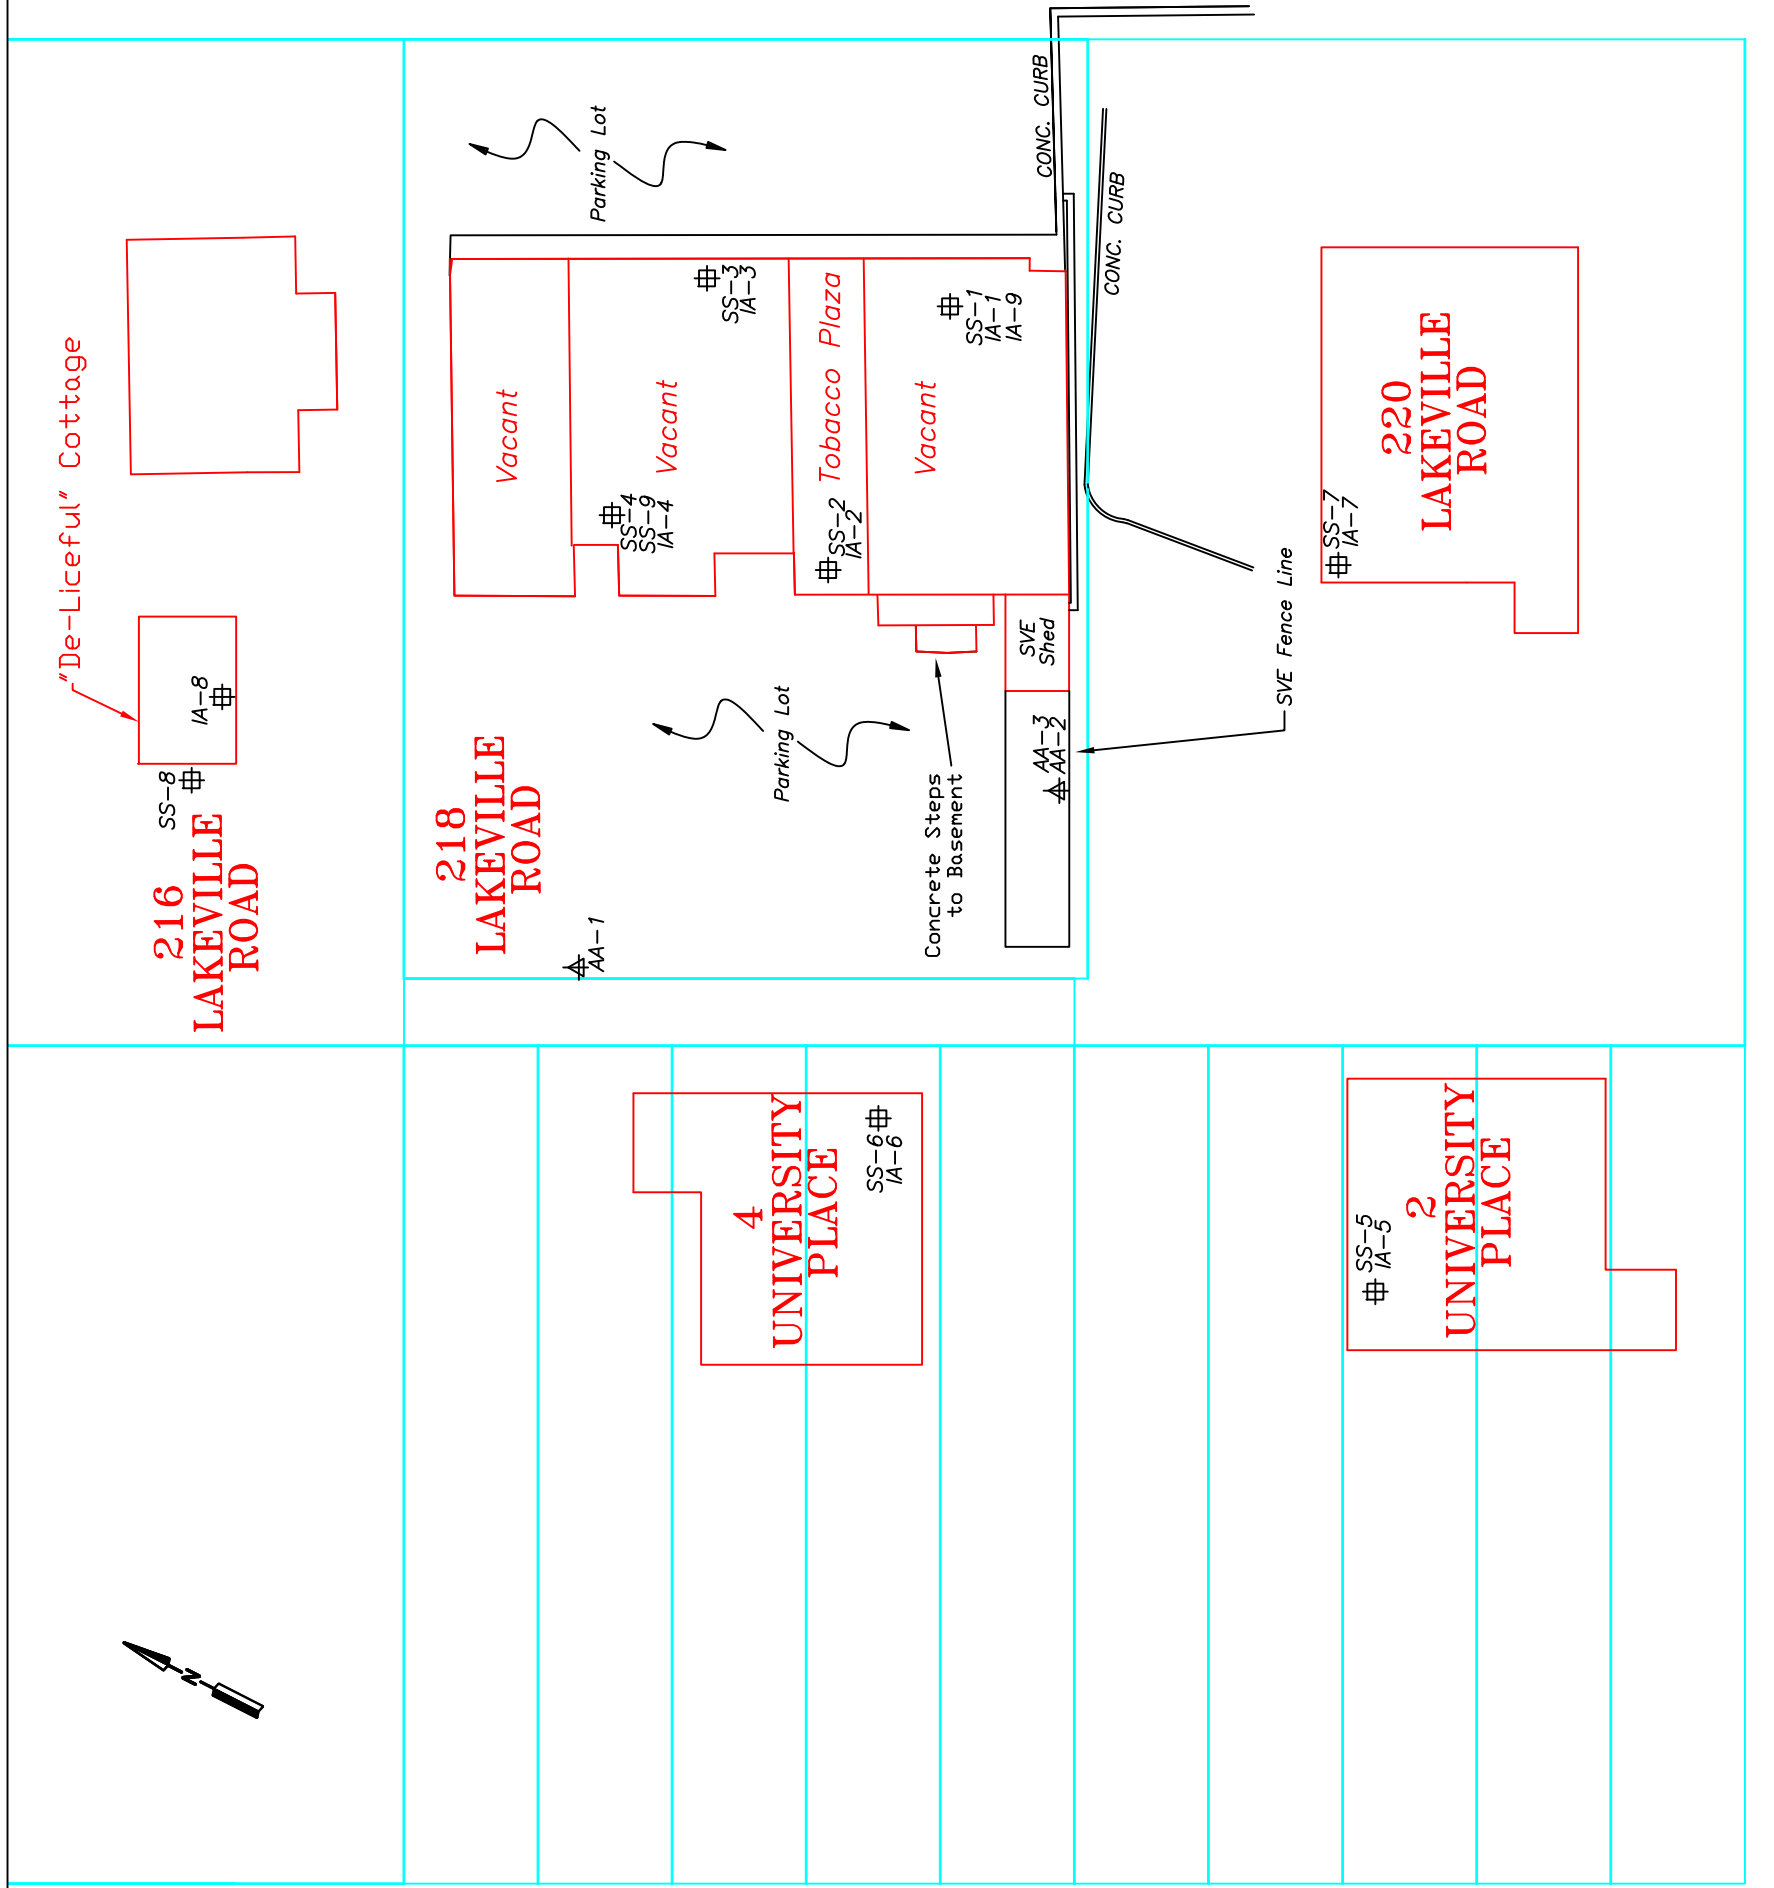 "De-Liceful" Cottage
IA-8
SS-8
216
LAKEVILLE
ROAD
Parking Lot
CONC. CURB
CONC. CURB
Vacant
Vacant
Tobacco Plaza
Vacant
SS-3
IA-3
SS-1
IA-1
IA-9
SS-4
SS-9
IA-4
SS-2
IA-2
SVE
Shed
Parking Lot
218
LAKEVILLE
ROAD
AA-1
Concrete Steps
to Basement
AA-3
AA-2
SVE Fence Line
220
LAKEVILLE
ROAD
SS-7
IA-7
4
UNIVERSITY
PLACE
SS-6
IA-6
2
UNIVERSITY
PLACE
SS-5
IA-5
N